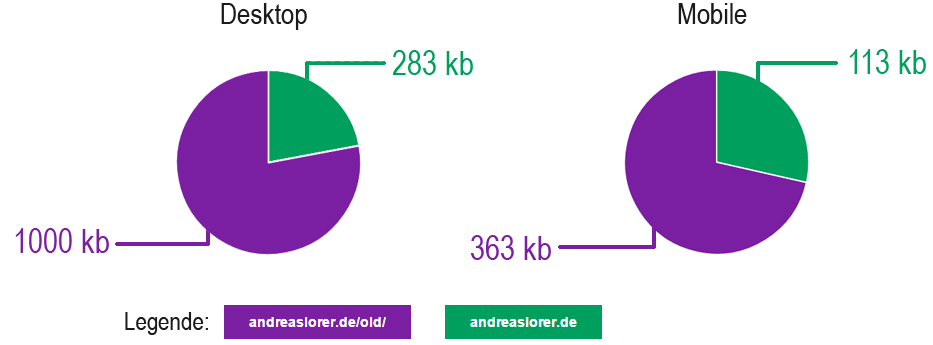 Desktop
283 kb
1000 kb
Mobile
113 kb
363 kb
Legende: andreaslorer.de/old/ andreaslorer.de